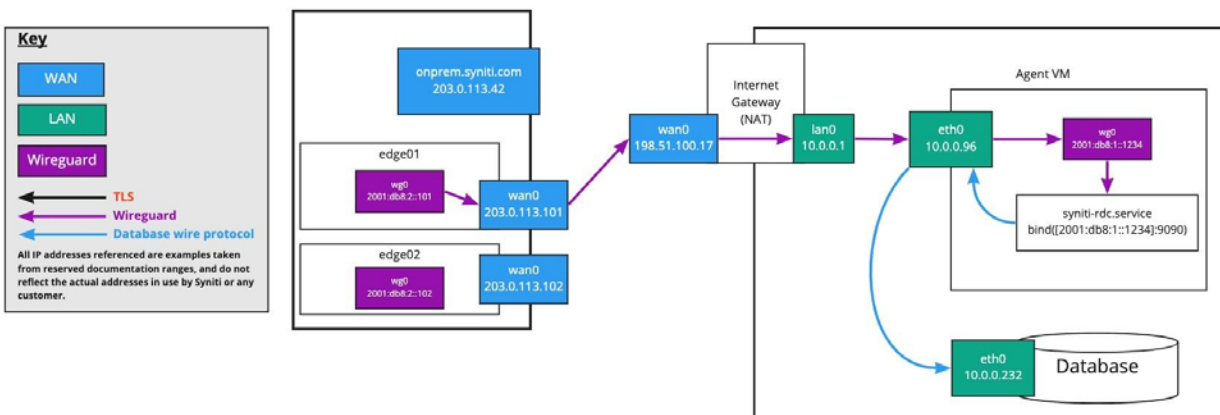 Key
WAN
LAN
Wireguard
TLS
Wireguard
Database wire protocol
All IP addresses referenced are examples taken
from reserved documentation ranges, and do not
reflect the actual addresses in use by Syniti or any
customer.
onprem.syniti.com
203.0.113.42
edge01
wg0
2001:db8:2::101
wan0
203.0.113.101
edge02
wg0
2001:db8:2::102
wan0
203.0.113.102
wan0
198.51.100.17
Internet
Gateway
(NAT)
lan0
10.0.0.1
Agent VM
eth0
10.0.0.96
wg0
2001:db8:1::1234
syniti-rdc.service
bind([2001:db8:1::1234]:9090)
eth0
10.0.0.232
Database